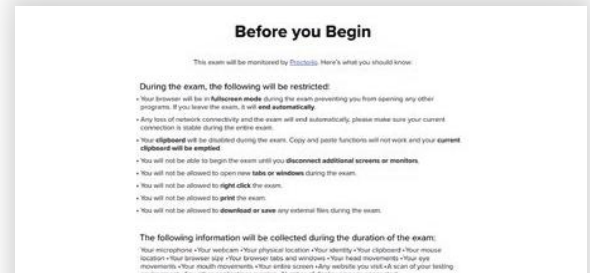 Before you Begin
This exam will be monitored by Proctorio. Here's what you should know:
During the exam, the following will be restricted:
• Your browser will be in fullscreen mode during the exam preventing you from opening any other
programs. If you leave the exam, it will end automatically.
• Any loss of network connectivity and the exam will end automatically, please make sure your current
connection is stable during the entire exam.
• Your clipboard will be disabled during the exam. Copy and paste functions will not work and your current
clipboard will be emptied.
• You will not be able to begin the exam until you disconnect additional screens or monitors.
• You will not be allowed to open new tabs or windows during the exam.
• You will not be allowed to right click the exam.
• You will not be allowed to print the exam.
• You will not be allowed to download or save any external files during the exam.
The following information will be collected during the duration of the exam:
Your microphone • Your webcam • Your physical location • Your identity • Your clipboard • Your mouse
location • Your browser size • Your browser tabs and windows • Your head movements • Your eye
movements • Your mouth movements • Your entire screen • Any website you visit • A scan of your testing